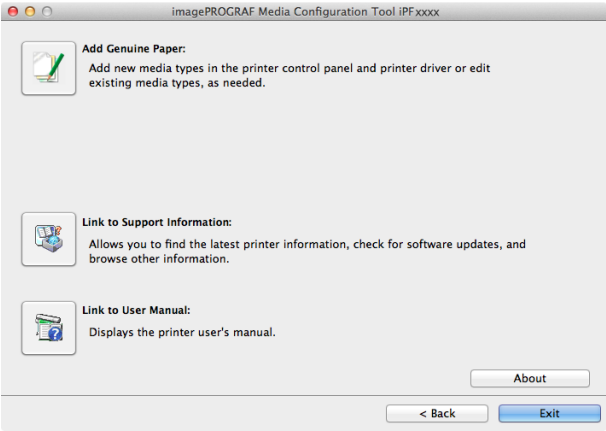 imagePROGRAF Media Configuration Tool iPFxxxx
Add Genuine Paper:
Add new media types in the printer control panel and printer driver or edit
existing media types, as needed.
Link to Support Information:
Allows you to find the latest printer information, check for software updates, and
browse other information.
Link to User Manual:
Displays the printer user's manual.
About
< Back
Exit